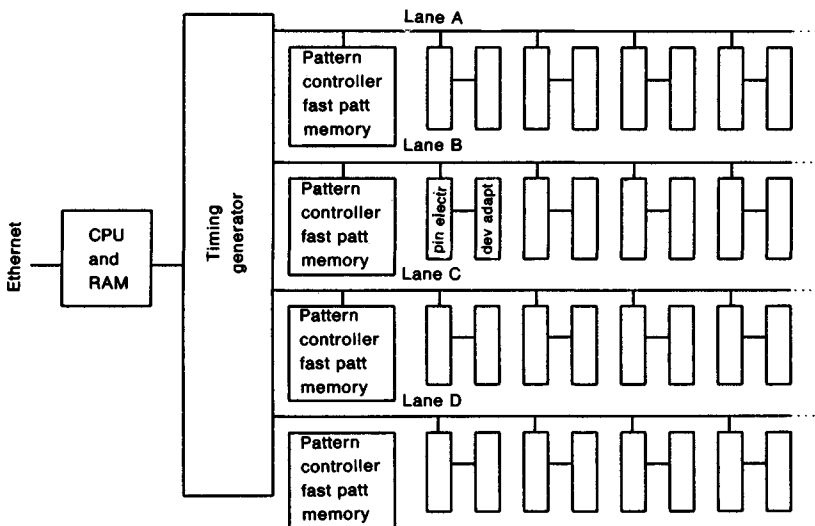 Lane A
Pattern
controller
fast patt
memory
Lane B
Pattern
controller
fast patt
memory
pin electr
dev adapt
Ethernet
CPU
and
RAM
Timing
generator
Lane C
Pattern
controller
fast patt
memory
Lane D
Pattern
controller
fast patt
memory